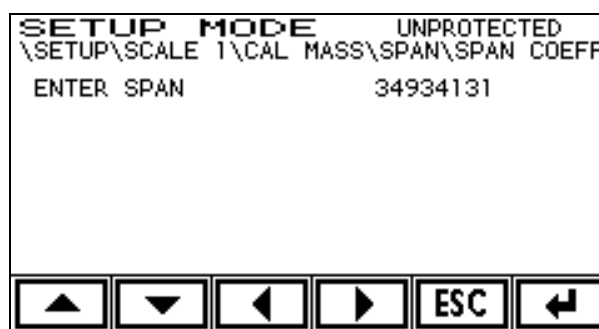 SETUP MODE UNPROTECTED
\SETUP\SCALE 1\CAL MASS\SPAN\SPAN COEFF
ENTER SPAN 34934131
ESC